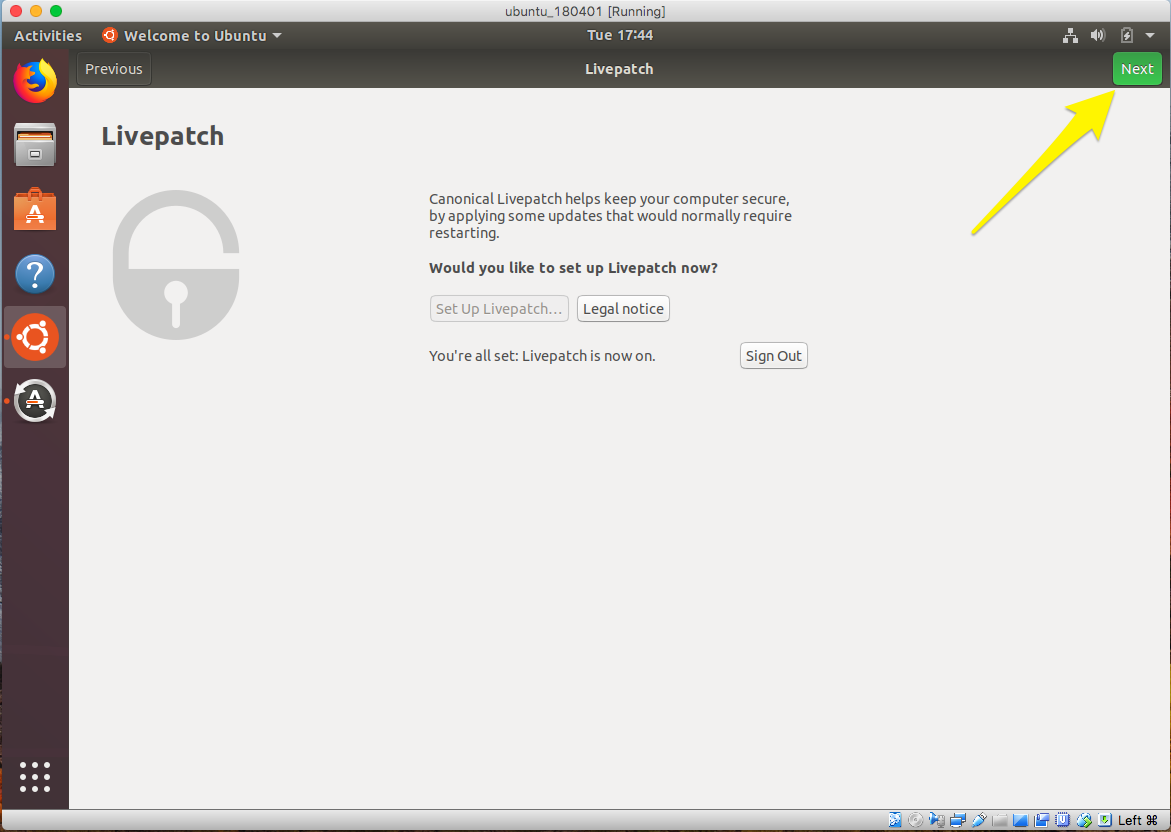 ubuntu_180401 [Running]
Activities Welcome to Ubuntu Tue 17:44
Previous Livepatch Next
Livepatch
Canonical Livepatch helps keep your computer secure,
by applying some updates that would normally require
restarting.
Would you like to set up Livepatch now?
Set Up Livepatch... Legal notice
You're all set: Livepatch is now on. Sign Out
Left ⌘